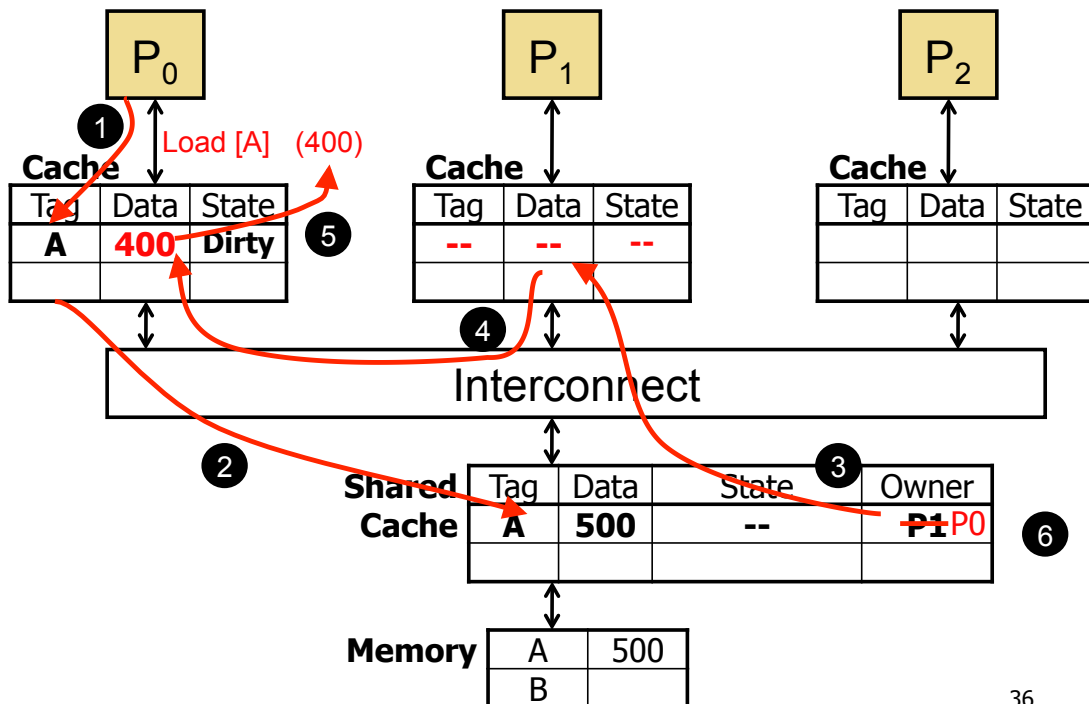 P0 P1 P2
1
Load [A] (400)
Cache Cache Cache
Tag Data State Tag Data State Tag Data State
A 400 Dirty 5 -- -- --
4
Interconnect
2 3
Shared Tag Data State Owner
Cache A 500 -- P1 P0 6
Memory A 500
B
36